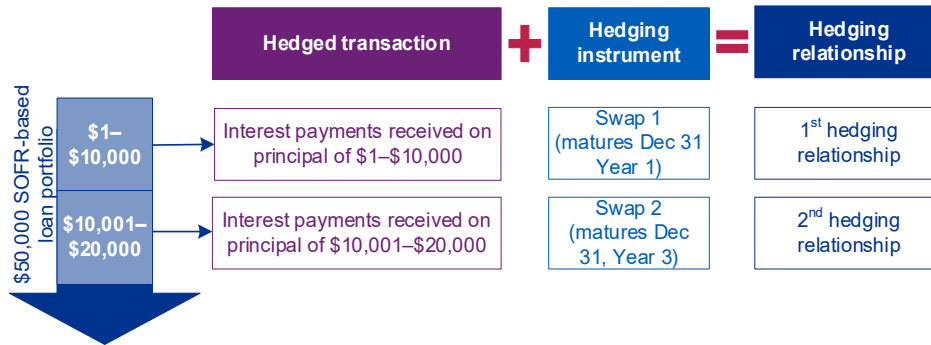 Hedged transaction
+
Hedging
instrument
=
Hedging
relationship
$50,000 SOFR-based
loan portfolio
$1–
$10,000
Interest payments received on
principal of $1–$10,000
Swap 1
(matures Dec 31
Year 1)
1st hedging
relationship
$10,001–
$20,000
Interest payments received on
principal of $10,001–$20,000
Swap 2
(matures Dec
31, Year 3)
2nd hedging
relationship